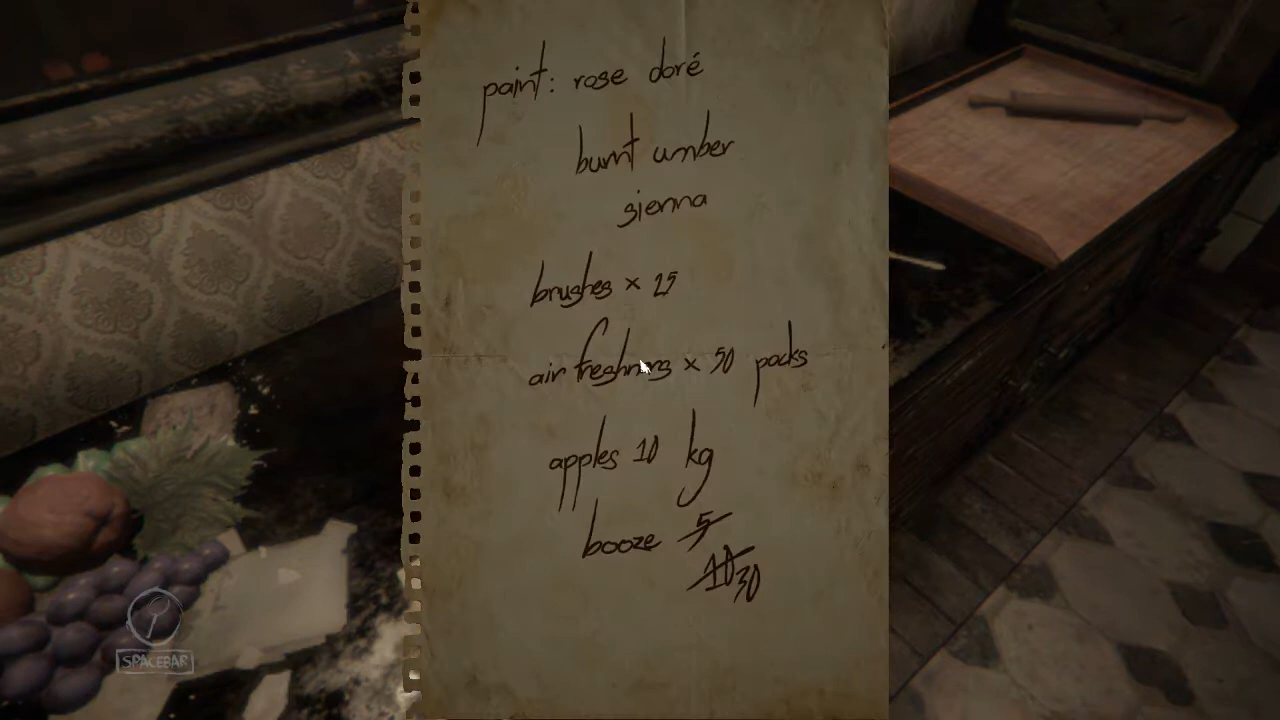 paint: rose doré
burnt umber
sienna
brushes × 25
air freshners × 50 packs
apples 10 kg
booze 5
10 30
SPACEBAR